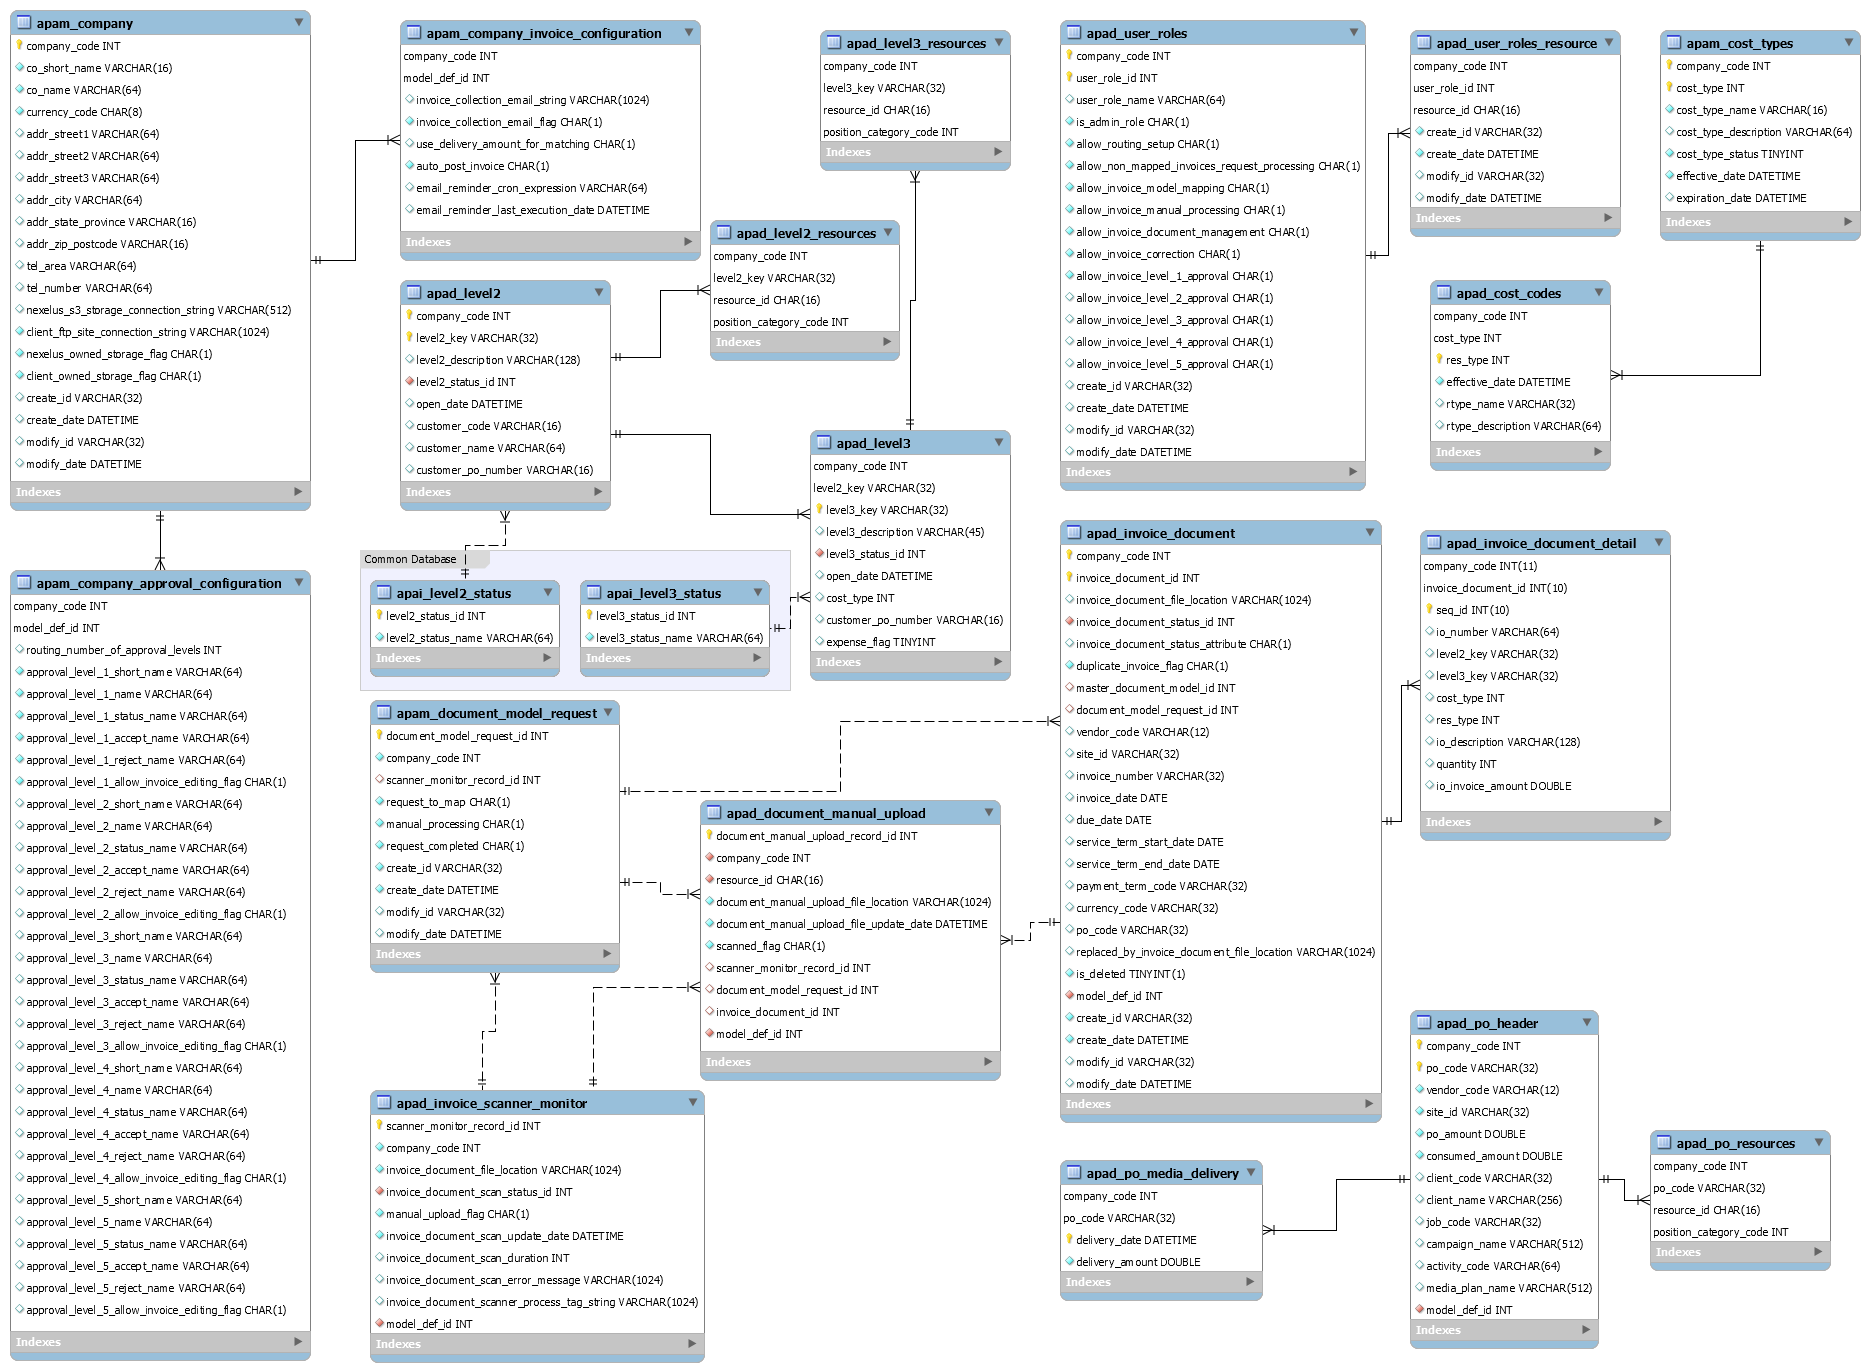 apam_company
company_code INT
co_short_name VARCHAR(16)
co_name VARCHAR(64)
currency_code CHAR(8)
addr_street1 VARCHAR(64)
addr_street2 VARCHAR(64)
addr_street3 VARCHAR(64)
addr_city VARCHAR(64)
addr_state_province VARCHAR(16)
addr_zip_postcode VARCHAR(16)
tel_area VARCHAR(64)
tel_number VARCHAR(64)
nexelus_s3_storage_connection_string VARCHAR(512)
client_ftp_site_connection_string VARCHAR(1024)
nexelus_owned_storage_flag CHAR(1)
client_owned_storage_flag CHAR(1)
create_id VARCHAR(32)
create_date DATETIME
modify_id VARCHAR(32)
modify_date DATETIME
Indexes
apam_company_approval_configuration
company_code INT
model_def_id INT
routing_number_of_approval_levels INT
approval_level_1_short_name VARCHAR(64)
approval_level_1_name VARCHAR(64)
approval_level_1_status_name VARCHAR(64)
approval_level_1_accept_name VARCHAR(64)
approval_level_1_reject_name VARCHAR(64)
approval_level_1_allow_invoice_editing_flag CHAR(1)
approval_level_2_short_name VARCHAR(64)
approval_level_2_name VARCHAR(64)
approval_level_2_status_name VARCHAR(64)
approval_level_2_accept_name VARCHAR(64)
approval_level_2_reject_name VARCHAR(64)
approval_level_2_allow_invoice_editing_flag CHAR(1)
approval_level_3_short_name VARCHAR(64)
approval_level_3_name VARCHAR(64)
approval_level_3_status_name VARCHAR(64)
approval_level_3_accept_name VARCHAR(64)
approval_level_3_reject_name VARCHAR(64)
approval_level_3_allow_invoice_editing_flag CHAR(1)
approval_level_4_short_name VARCHAR(64)
approval_level_4_name VARCHAR(64)
approval_level_4_status_name VARCHAR(64)
approval_level_4_accept_name VARCHAR(64)
approval_level_4_reject_name VARCHAR(64)
approval_level_4_allow_invoice_editing_flag CHAR(1)
approval_level_5_short_name VARCHAR(64)
approval_level_5_name VARCHAR(64)
approval_level_5_status_name VARCHAR(64)
approval_level_5_accept_name VARCHAR(64)
approval_level_5_reject_name VARCHAR(64)
approval_level_5_allow_invoice_editing_flag CHAR(1)
Indexes
apam_company_invoice_configuration
company_code INT
model_def_id INT
invoice_collection_email_string VARCHAR(1024)
invoice_collection_email_flag CHAR(1)
use_delivery_amount_for_matching CHAR(1)
auto_post_invoice CHAR(1)
email_reminder_cron_expression VARCHAR(64)
email_reminder_last_execution_date DATETIME
Indexes
apad_level2
company_code INT
level2_key VARCHAR(32)
level2_description VARCHAR(128)
level2_status_id INT
open_date DATETIME
customer_code VARCHAR(16)
customer_name VARCHAR(64)
customer_po_number VARCHAR(16)
Indexes
apad_level2_resources
company_code INT
level2_key VARCHAR(32)
resource_id CHAR(16)
position_category_code INT
Indexes
apad_level3_resources
company_code INT
level3_key VARCHAR(32)
resource_id CHAR(16)
position_category_code INT
Indexes
apad_level3
company_code INT
level2_key VARCHAR(32)
level3_key VARCHAR(32)
level3_description VARCHAR(45)
level3_status_id INT
open_date DATETIME
cost_type INT
customer_po_number VARCHAR(16)
expense_flag TINYINT
Indexes
Common Database
apai_level2_status
level2_status_id INT
level2_status_name VARCHAR(64)
Indexes
apai_level3_status
level3_status_id INT
level3_status_name VARCHAR(64)
Indexes
apam_document_model_request
document_model_request_id INT
company_code INT
scanner_monitor_record_id INT
request_to_map CHAR(1)
manual_processing CHAR(1)
request_completed CHAR(1)
create_id VARCHAR(32)
create_date DATETIME
modify_id VARCHAR(32)
modify_date DATETIME
Indexes
apad_document_manual_upload
document_manual_upload_record_id INT
company_code INT
resource_id CHAR(16)
document_manual_upload_file_location VARCHAR(1024)
document_manual_upload_file_update_date DATETIME
scanned_flag CHAR(1)
scanner_monitor_record_id INT
document_model_request_id INT
invoice_document_id INT
model_def_id INT
Indexes
apad_invoice_scanner_monitor
scanner_monitor_record_id INT
company_code INT
invoice_document_file_location VARCHAR(1024)
invoice_document_scan_status_id INT
manual_upload_flag CHAR(1)
invoice_document_scan_update_date DATETIME
invoice_document_scan_duration INT
invoice_document_scan_error_message VARCHAR(1024)
invoice_document_scanner_process_tag_string VARCHAR(1024)
model_def_id INT
Indexes
apad_user_roles
company_code INT
user_role_id INT
user_role_name VARCHAR(64)
is_admin_role CHAR(1)
allow_routing_setup CHAR(1)
allow_non_mapped_invoices_request_processing CHAR(1)
allow_invoice_model_mapping CHAR(1)
allow_invoice_manual_processing CHAR(1)
allow_invoice_document_management CHAR(1)
allow_invoice_correction CHAR(1)
allow_invoice_level_1_approval CHAR(1)
allow_invoice_level_2_approval CHAR(1)
allow_invoice_level_3_approval CHAR(1)
allow_invoice_level_4_approval CHAR(1)
allow_invoice_level_5_approval CHAR(1)
create_id VARCHAR(32)
create_date DATETIME
modify_id VARCHAR(32)
modify_date DATETIME
Indexes
apad_user_roles_resource
company_code INT
user_role_id INT
resource_id CHAR(16)
create_id VARCHAR(32)
create_date DATETIME
modify_id VARCHAR(32)
modify_date DATETIME
Indexes
apam_cost_types
company_code INT
cost_type INT
cost_type_name VARCHAR(16)
cost_type_description VARCHAR(64)
cost_type_status TINYINT
effective_date DATETIME
expiration_date DATETIME
Indexes
apad_cost_codes
company_code INT
cost_type INT
res_type INT
effective_date DATETIME
rtype_name VARCHAR(32)
rtype_description VARCHAR(64)
Indexes
apad_invoice_document
company_code INT
invoice_document_id INT
invoice_document_file_location VARCHAR(1024)
invoice_document_status_id INT
invoice_document_status_attribute CHAR(1)
duplicate_invoice_flag CHAR(1)
master_document_model_id INT
document_model_request_id INT
vendor_code VARCHAR(12)
site_id VARCHAR(32)
invoice_number VARCHAR(32)
invoice_date DATE
due_date DATE
service_term_start_date DATE
service_term_end_date DATE
payment_term_code VARCHAR(32)
currency_code VARCHAR(32)
po_code VARCHAR(32)
replaced_by_invoice_document_file_location VARCHAR(1024)
is_deleted TINYINT(1)
model_def_id INT
create_id VARCHAR(32)
create_date DATETIME
modify_id VARCHAR(32)
modify_date DATETIME
Indexes
apad_invoice_document_detail
company_code INT(11)
invoice_document_id INT(10)
seq_id INT(10)
io_number VARCHAR(64)
level2_key VARCHAR(32)
level3_key VARCHAR(32)
cost_type INT
res_type INT
io_description VARCHAR(128)
quantity INT
io_invoice_amount DOUBLE
Indexes
apad_po_media_delivery
company_code INT
po_code VARCHAR(32)
delivery_date DATETIME
delivery_amount DOUBLE
Indexes
apad_po_header
company_code INT
po_code VARCHAR(32)
vendor_code VARCHAR(12)
site_id VARCHAR(32)
po_amount DOUBLE
consumed_amount DOUBLE
client_code VARCHAR(32)
client_name VARCHAR(256)
job_code VARCHAR(32)
campaign_name VARCHAR(512)
activity_code VARCHAR(64)
media_plan_name VARCHAR(512)
model_def_id INT
Indexes
apad_po_resources
company_code INT
po_code VARCHAR(32)
resource_id CHAR(16)
position_category_code INT
Indexes